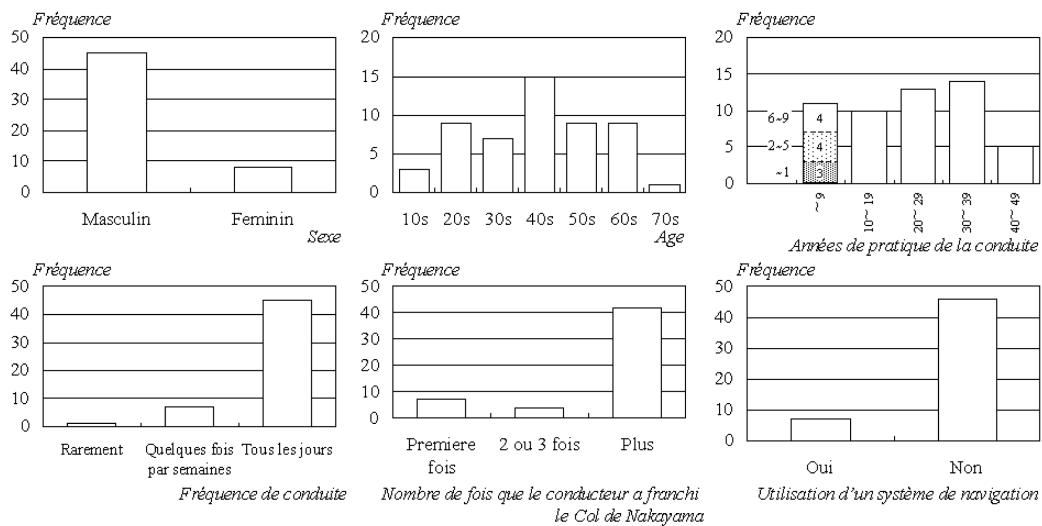 Fréquence
50
40
30
20
10
0
Masculin Feminin
Sexe
Fréquence
20
15
10
5
0
10s 20s 30s 40s 50s 60s 70s
Age
Fréquence
20
15
10
5
0
6~9 4
2~5 4
~1 3
~ 9 10~ 19 20~ 29 30~ 39 40~ 49
Années de pratique de la conduite
Fréquence
50
40
30
20
10
0
Rarement Quelques fois Tous les jours
par semaines
Fréquence de conduite
Fréquence
50
40
30
20
10
0
Premiere 2 ou 3 fois Plus
fois
Nombre de fois que le conducteur a franchi
le Col de Nakayama
Fréquence
50
40
30
20
10
0
Oui Non
Utilisation d'un système de navigation